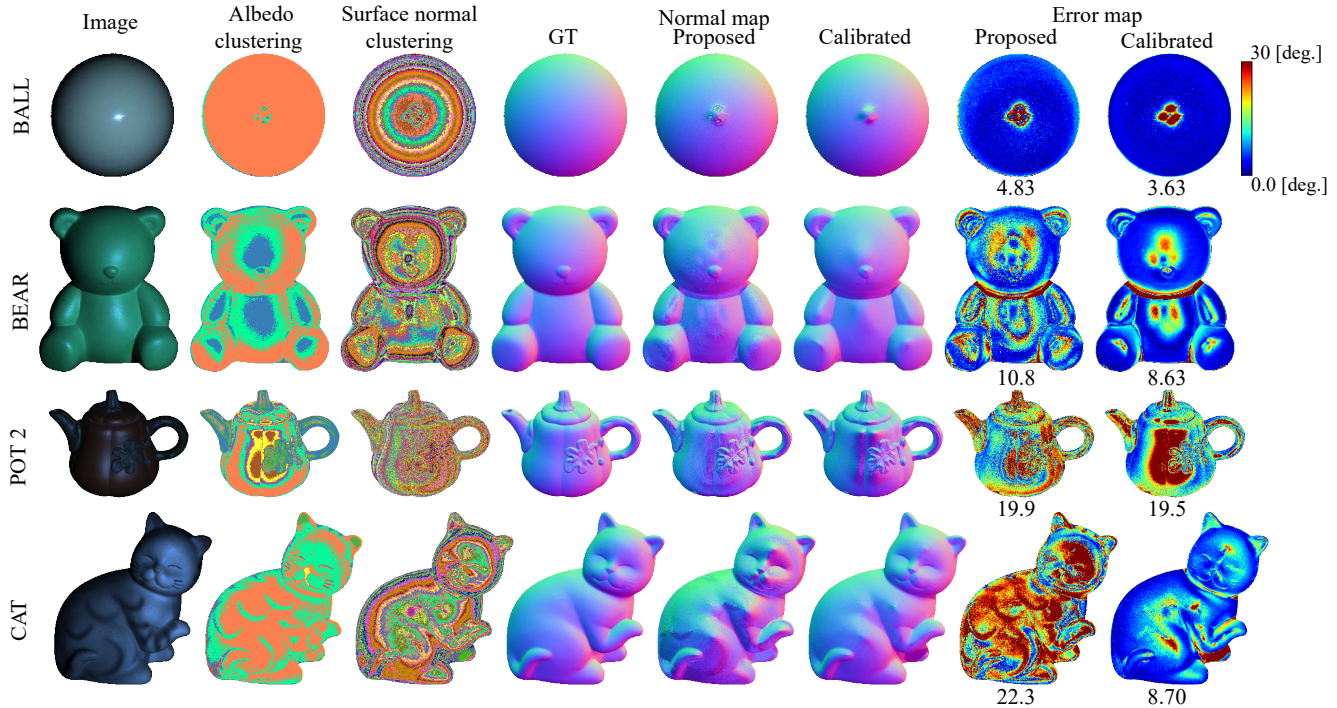 Image
Albedo
clustering
Surface normal
clustering
GT
Normal map
Proposed
Calibrated
Error map
Proposed
Calibrated
30 [deg.]
0.0 [deg.]
BALL
4.83
3.63
BEAR
10.8
8.63
POT 2
19.9
19.5
CAT
22.3
8.70